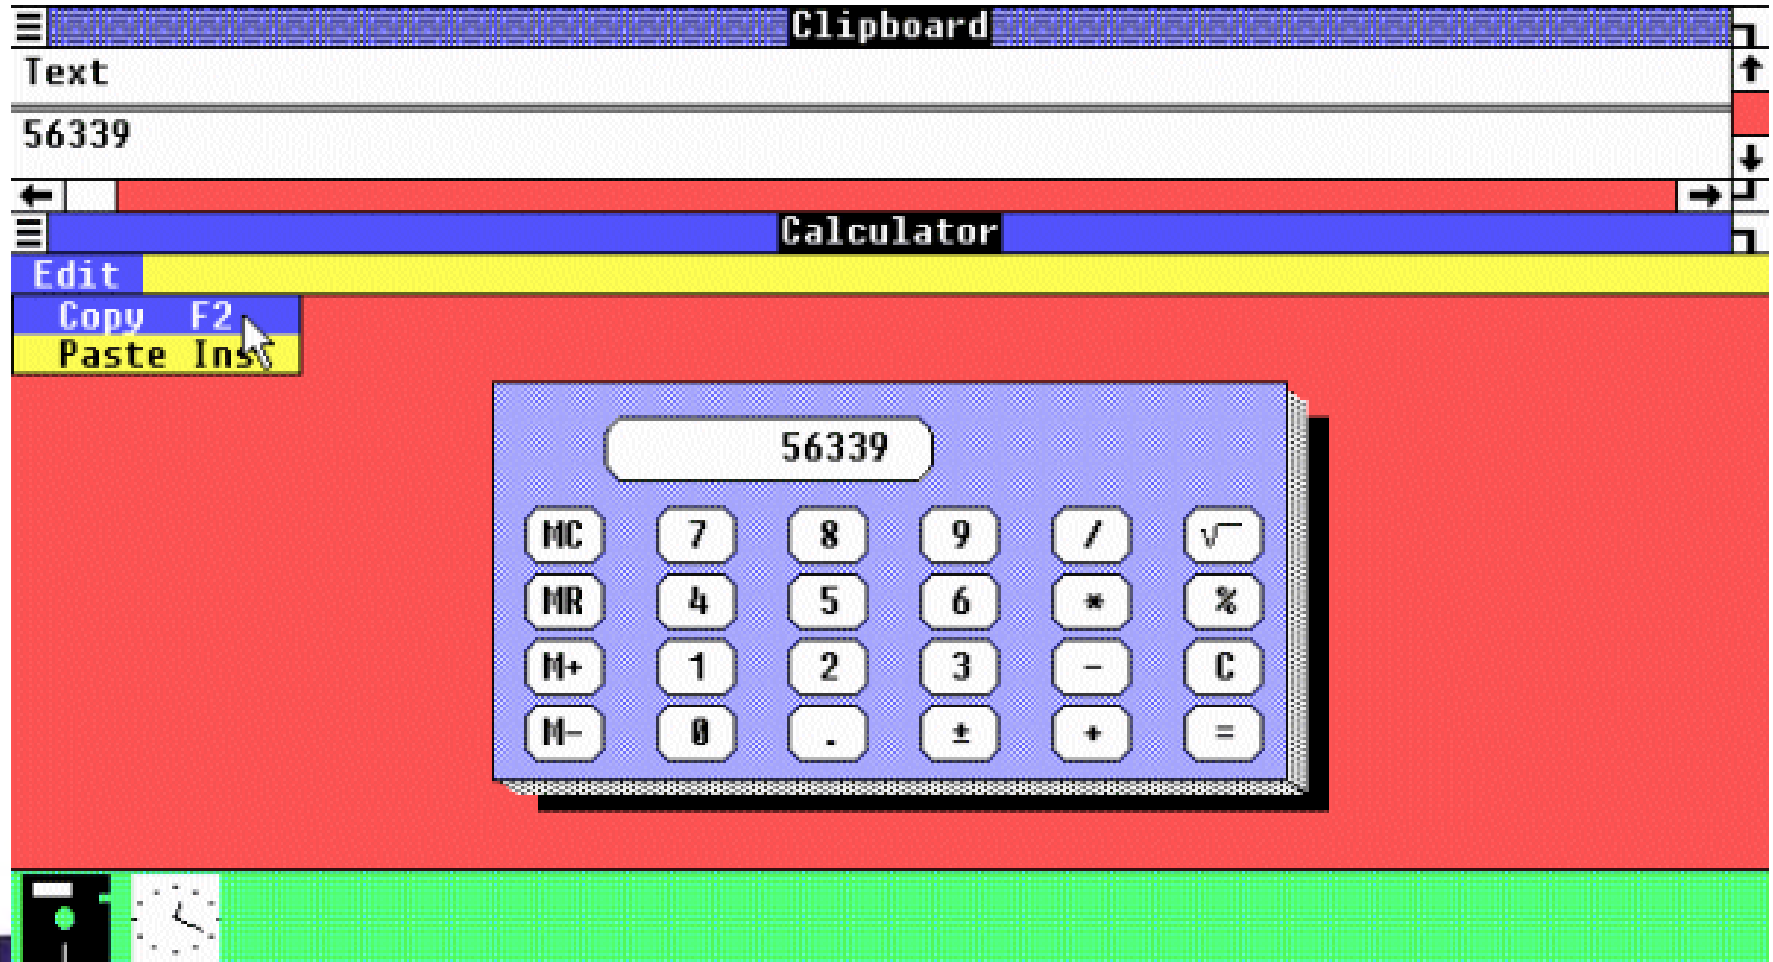 Clipboard
Text
56339
Calculator
Edit
Copy F2
Paste Ins
56339
MC 7 8 9 / √
MR 4 5 6 * %
M+ 1 2 3 - C
M- 0 . ± + =